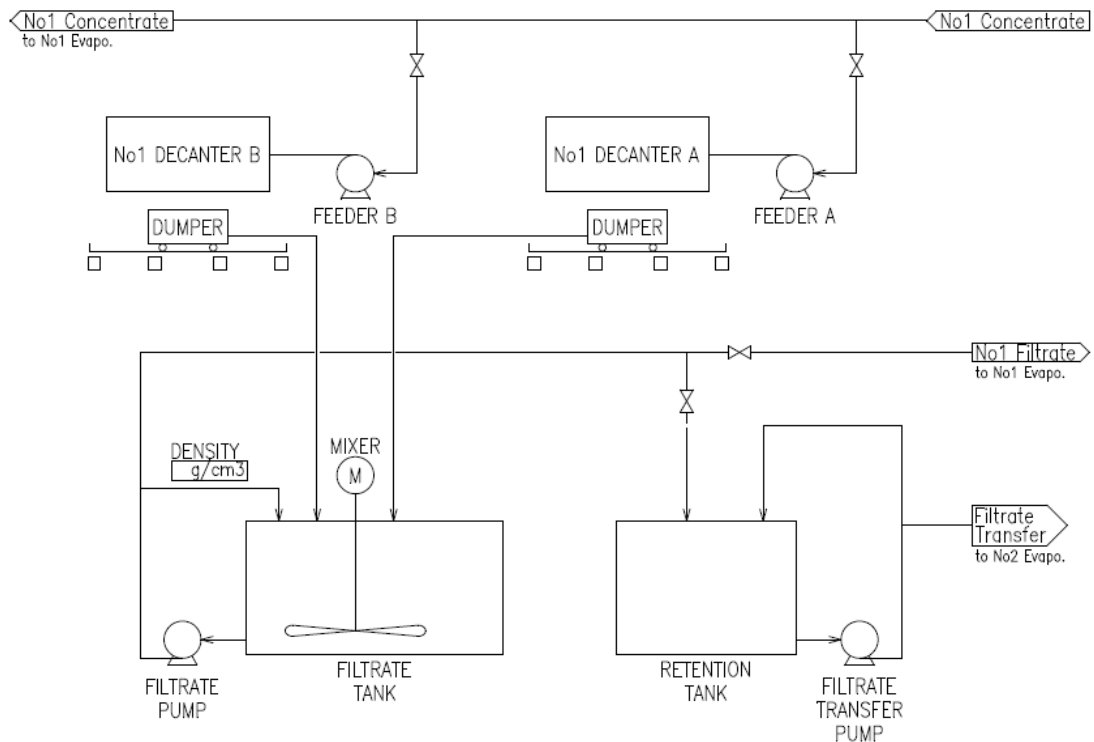 No1 Concentrate
to No1 Evapo.
No1 Concentrate
No1 DECANTER B
No1 DECANTER A
FEEDER B
FEEDER A
DUMPER
DUMPER
No1 Filtrate
to No1 Evapo.
DENSITY
g/cm3
MIXER
M
Filtrate
Transfer
to No2 Evapo.
FILTRATE
PUMP
FILTRATE
TANK
RETENTION
TANK
FILTRATE
TRANSFER
PUMP